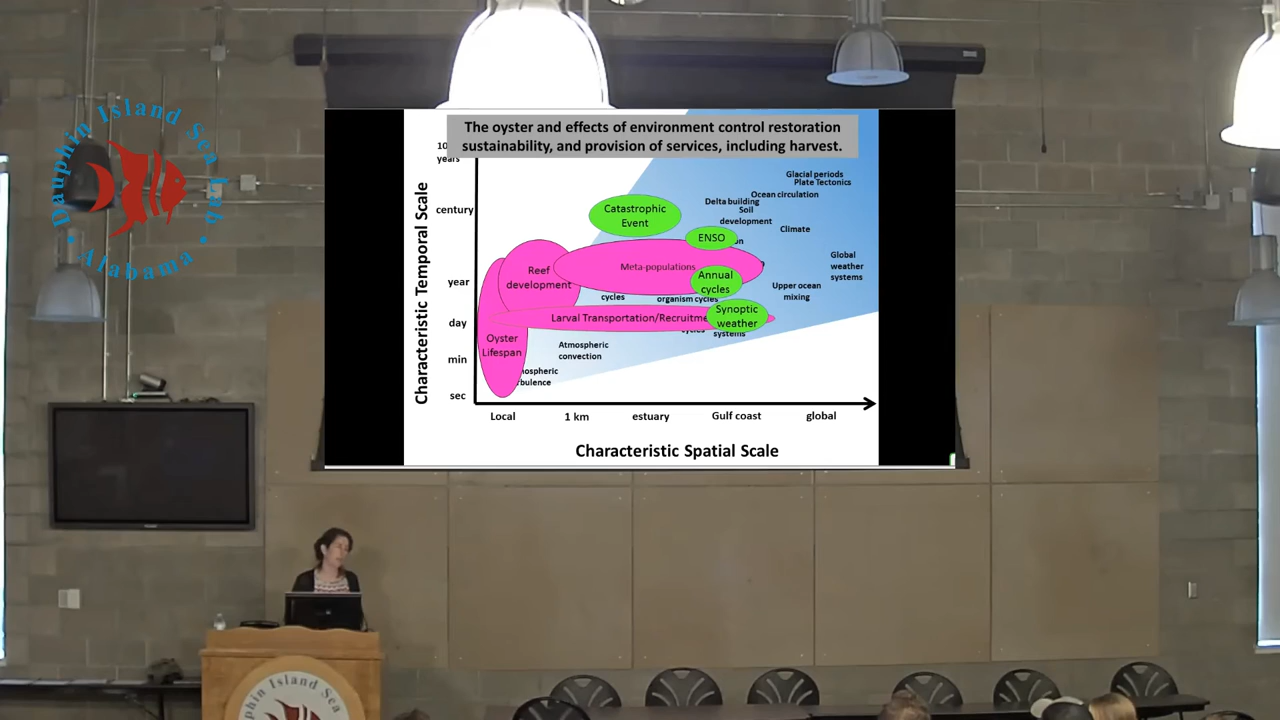 Dauphin Island Sea Lab
Alabama
The oyster and effects of environment control restoration
sustainability, and provision of services, including harvest.
years
century
year
day
min
sec
Characteristic Temporal Scale
Glacial periods
Plate Tectonics
Ocean circulation
Delta building
Soil
development
Climate
Catastrophic
Event
ENSO
Global
weather
systems
Meta-populations
Reef
development
Annual
cycles
Upper ocean
mixing
cycles
organism cycles
Larval Transportation/Recruitme
Synoptic
weather
systems
Oyster
Lifespan
Atmospheric
convection
Local
1 km
estuary
Gulf coast
global
Characteristic Spatial Scale
Dauphin Island Sea